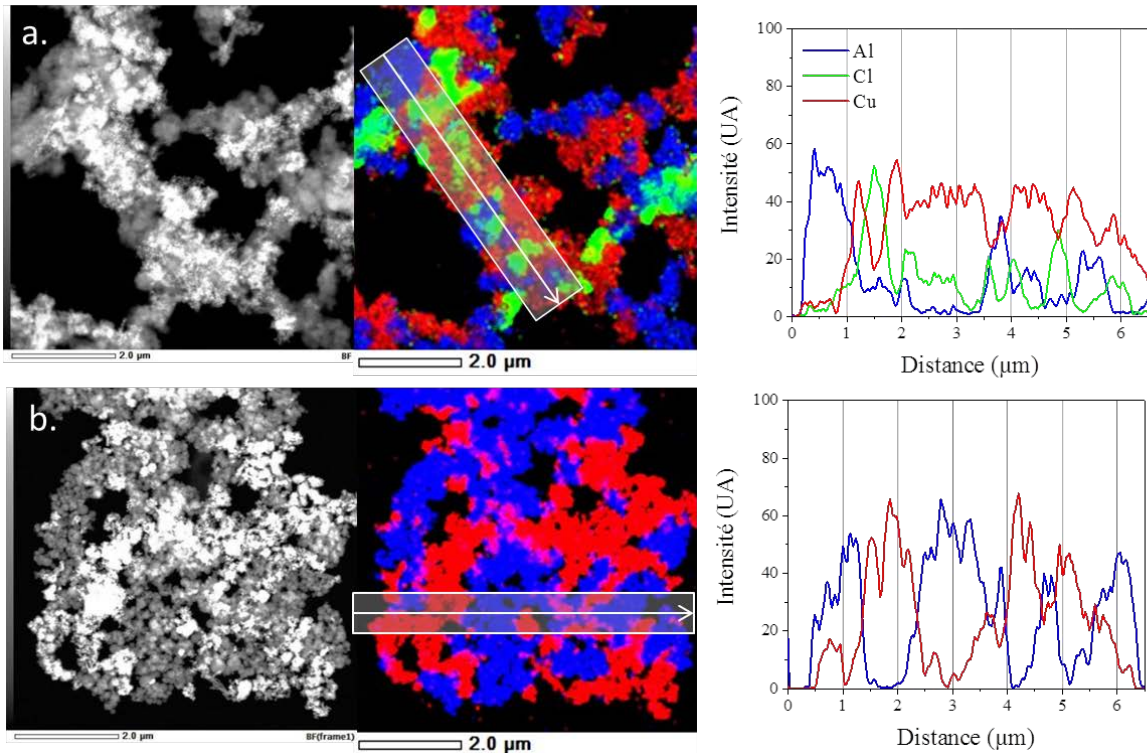 a.
2.0 µm
BF
2.0 µm
100
80
60
40
20
0
Intensité (UA)
Al
Cl
Cu
0
1
2
3
4
5
6
Distance (µm)
b.
2.0 µm
BF(frame1)
2.0 µm
100
80
60
40
20
0
Intensité (UA)
0
1
2
3
4
5
6
Distance (µm)